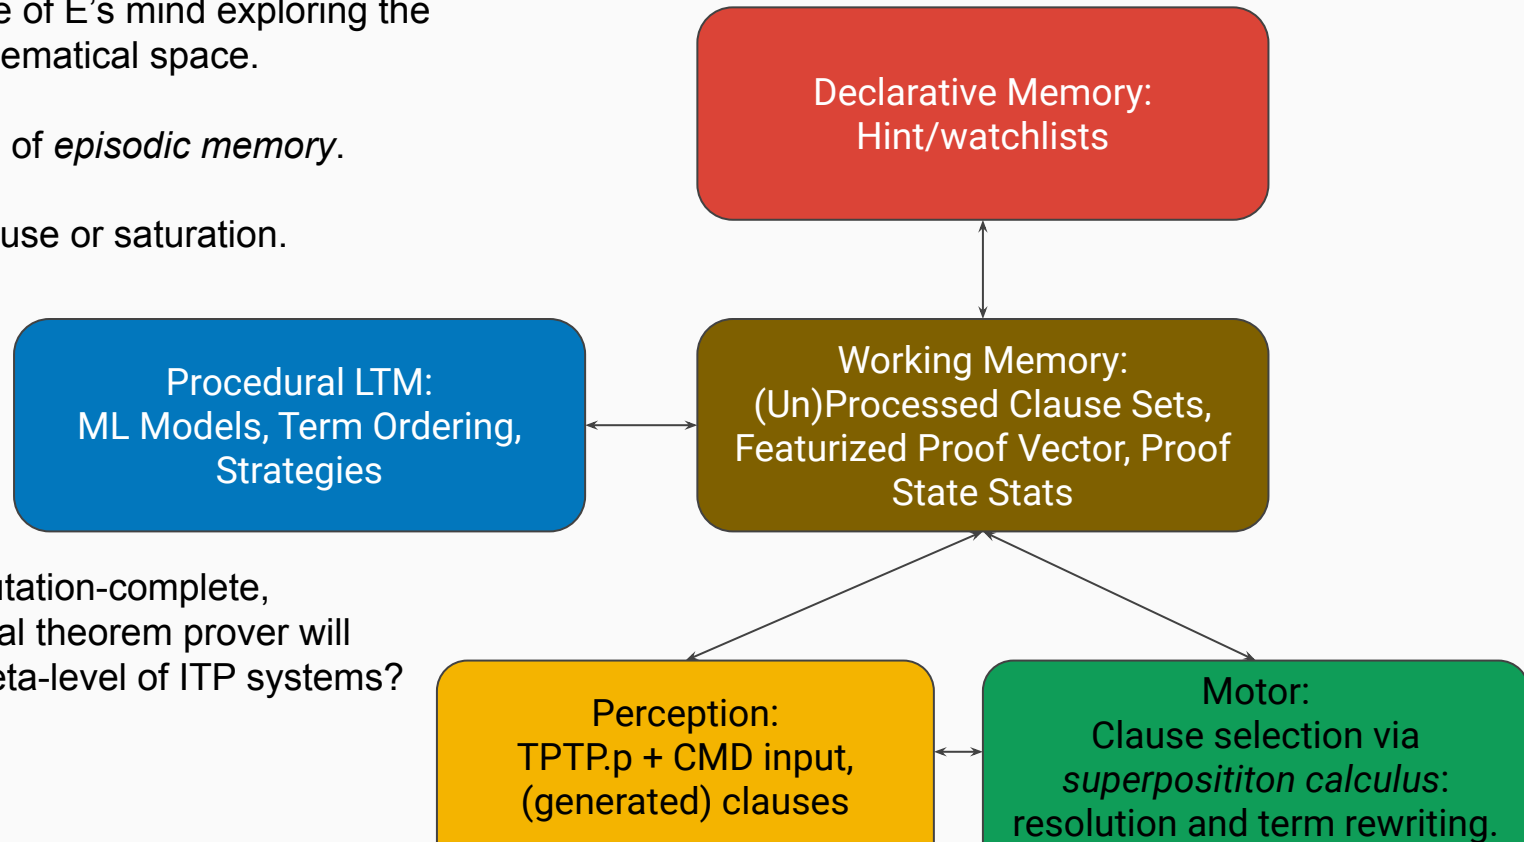 e of E’s mind exploring the
ematical space.
of episodic memory.
use or saturation.
Declarative Memory:
Hint/watchlists
Procedural LTM:
ML Models, Term Ordering,
Strategies
Working Memory:
(Un)Processed Clause Sets,
Featurized Proof Vector, Proof
State Stats
utation-complete,
al theorem prover will
eta-level of ITP systems?
Perception:
TPTP.p + CMD input,
(generated) clauses
Motor:
Clause selection via
superposititon calculus:
resolution and term rewriting.